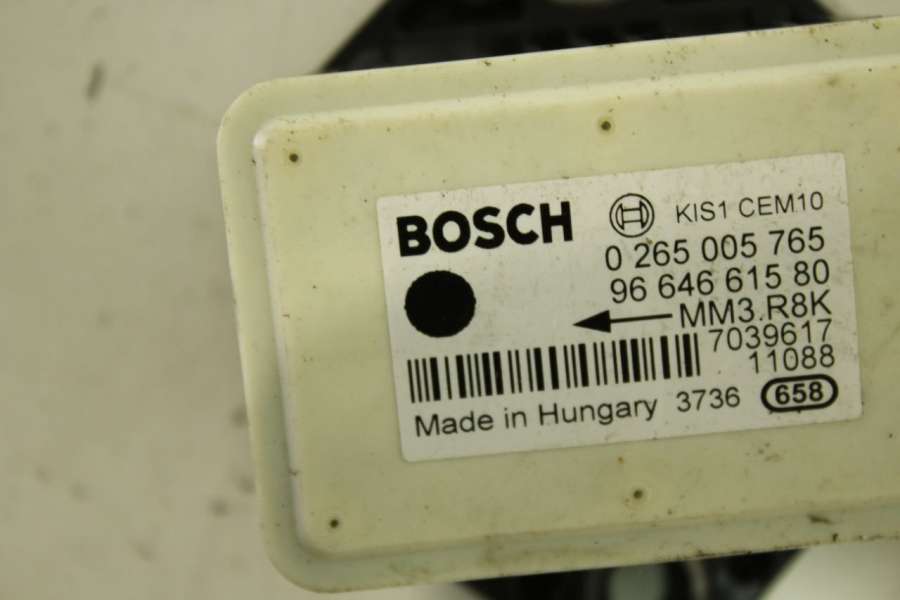 BOSCH KIS1 CEM10
0 265 005 765
96 646 615 80
MM3.R8K
7039617
11088
Made in Hungary 3736 658